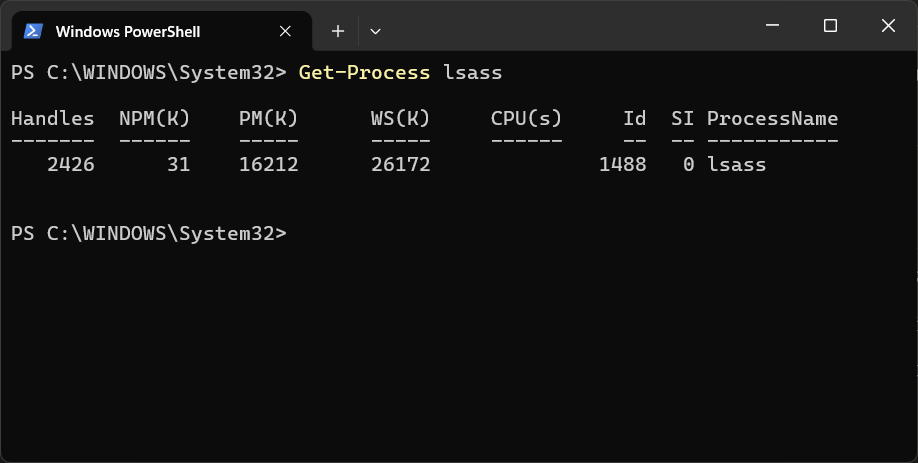 Windows PowerShell
PS C:\WINDOWS\System32> Get-Process lsass
Handles  NPM(K)    PM(K)      WS(K)     CPU(s)     Id  SI ProcessName
-------  ------    -----      -----     ------     --  -- -----------
   2426      31    16212      26172              1488   0 lsass
PS C:\WINDOWS\System32>